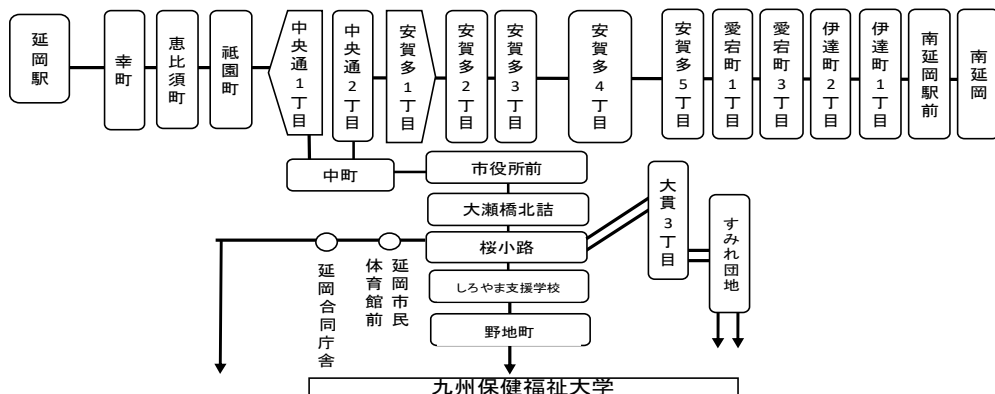 延岡駅
幸町
恵比須町
祗園町
中央通1丁目
中央通2丁目
安賀多1丁目
安賀多2丁目
安賀多3丁目
安賀多4丁目
安賀多5丁目
愛宕町1丁目
愛宕町3丁目
伊達町2丁目
伊達町1丁目
南延岡駅前
南延岡
中町
市役所前
大瀬橋北詰
桜小路
しろやま支援学校
野地町
大貫3丁目
すみれ団地
延岡市民
体育館前
延岡合同庁舎
九州保健福祉大学